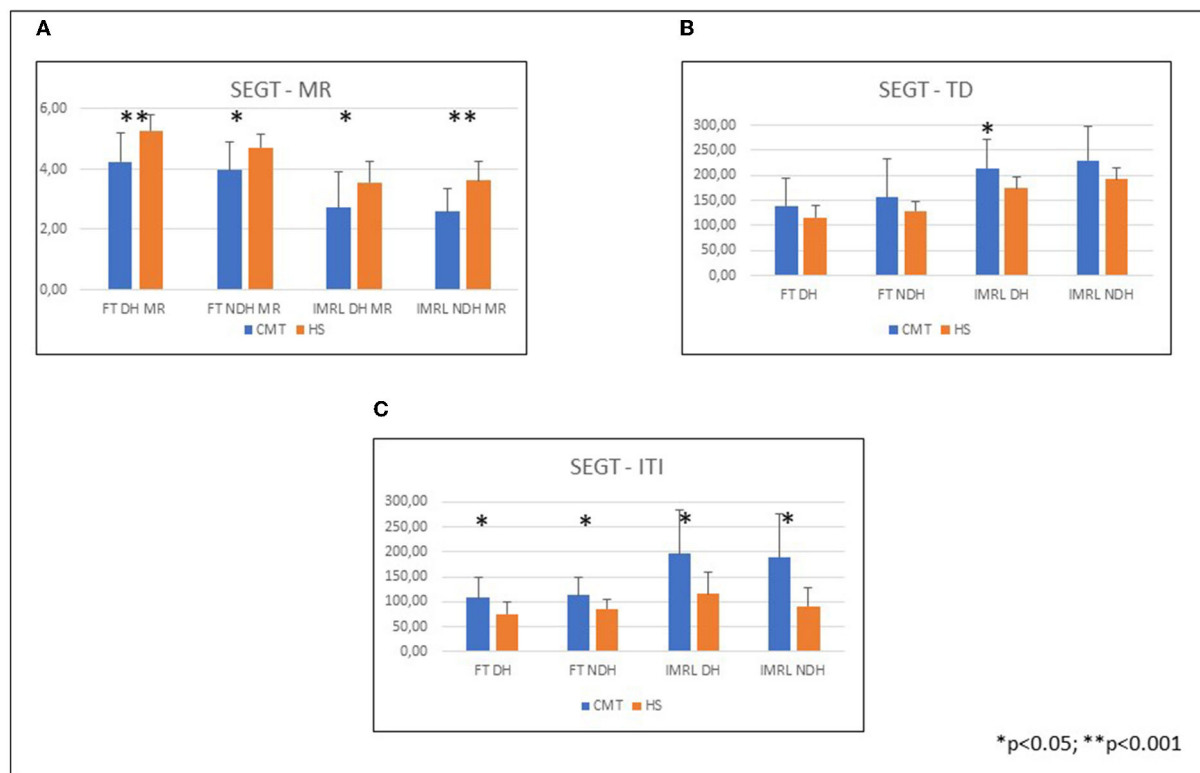 A
SEGT - MR
6,00
4,00
2,00
0,00
** * * **
FT DH MR FT NDH MR IMRL DH MR IMRL NDH MR
CMT HS
B
SEGT - TD
300,00
250,00
200,00
150,00
100,00
50,00
0,00
*
FT DH FT NDH IMRL DH IMRL NDH
CMT HS
C
SEGT - ITI
300,00
250,00
200,00
150,00
100,00
50,00
0,00
* * * *
FT DH FT NDH IMRL DH IMRL NDH
CMT HS
*p<0.05; **p<0.001